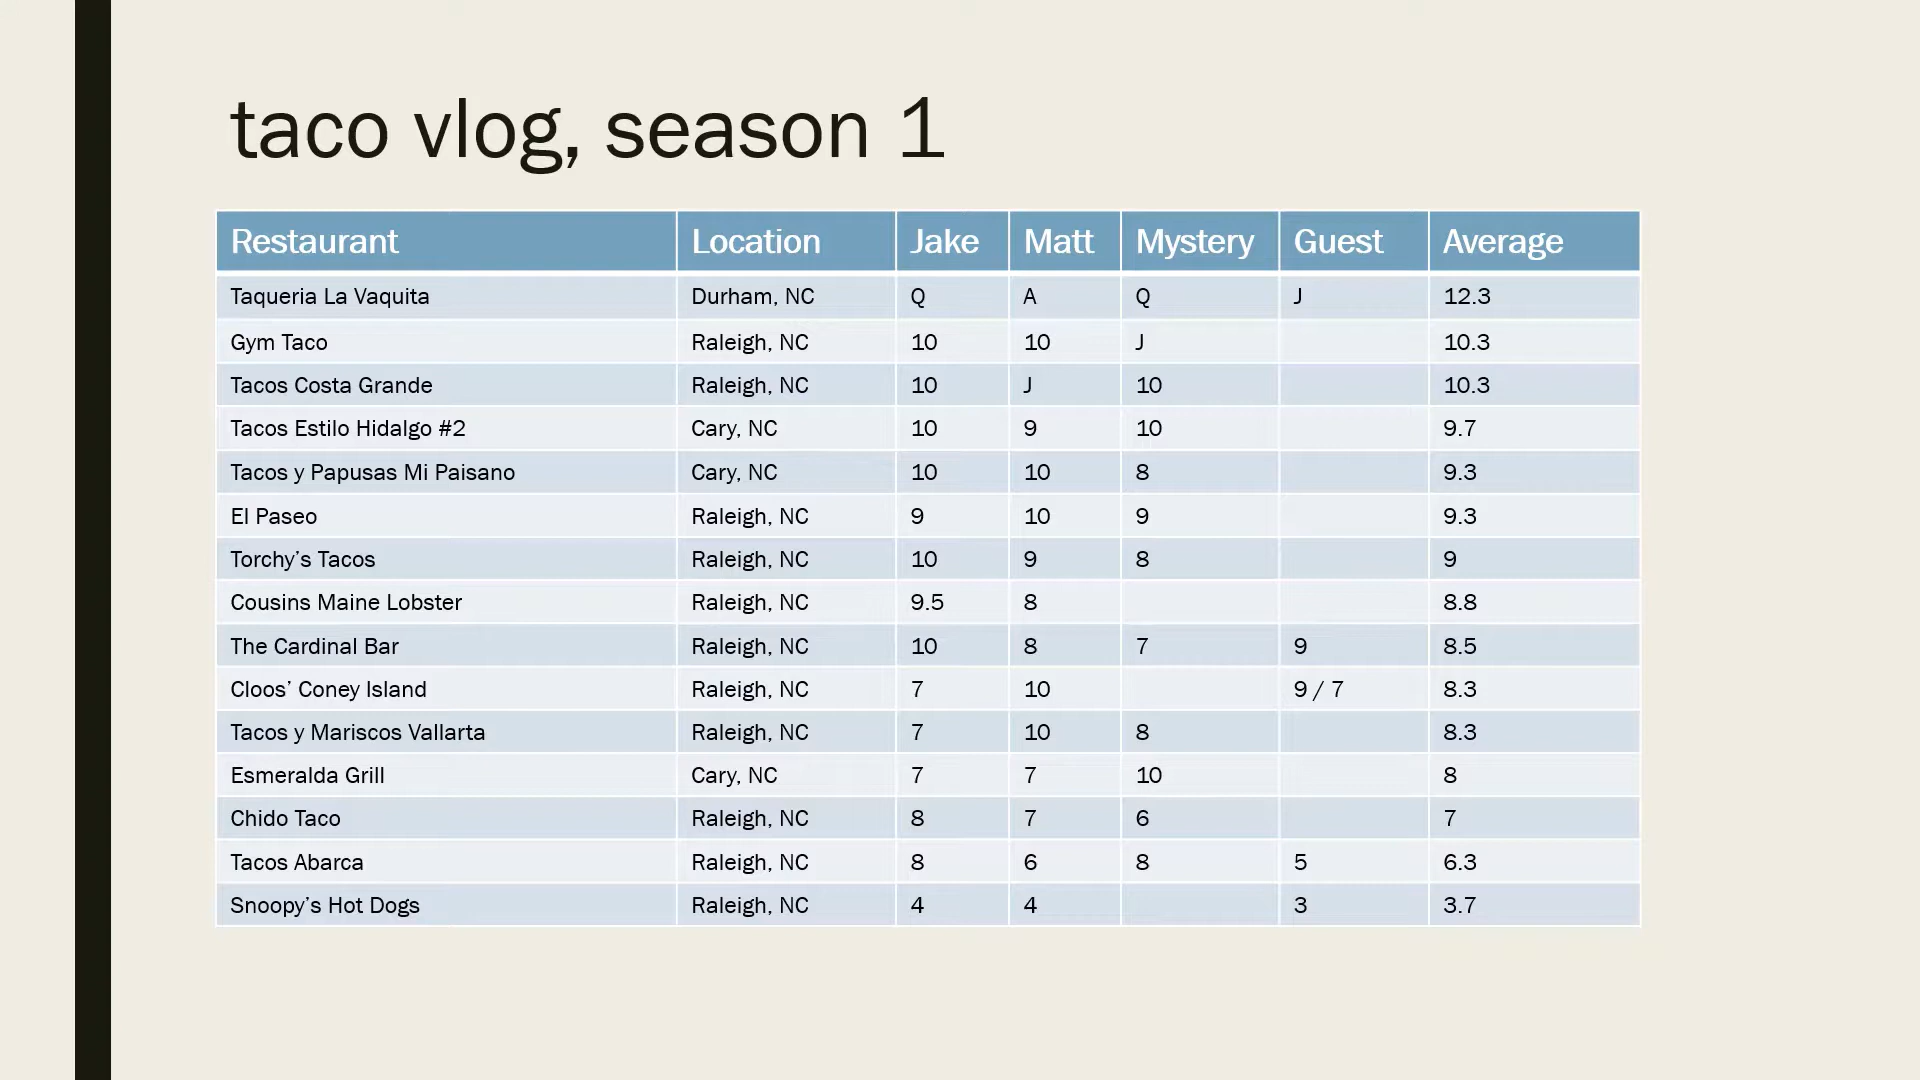 taco vlog, season 1
Restaurant Location Jake Matt Mystery Guest Average
Taqueria La Vaquita Durham, NC Q A Q J 12.3
Gym Taco Raleigh, NC 10 10 J 10.3
Tacos Costa Grande Raleigh, NC 10 J 10 10.3
Tacos Estilo Hidalgo #2 Cary, NC 10 9 10 9.7
Tacos y Papusas Mi Paisano Cary, NC 10 10 8 9.3
El Paseo Raleigh, NC 9 10 9 9.3
Torchy’s Tacos Raleigh, NC 10 9 8 9
Cousins Maine Lobster Raleigh, NC 9.5 8 8.8
The Cardinal Bar Raleigh, NC 10 8 7 9 8.5
Cloos’ Coney Island Raleigh, NC 7 10 9 / 7 8.3
Tacos y Mariscos Vallarta Raleigh, NC 7 10 8 8.3
Esmeralda Grill Cary, NC 7 7 10 8
Chido Taco Raleigh, NC 8 7 6 7
Tacos Abarca Raleigh, NC 8 6 8 5 6.3
Snoopy’s Hot Dogs Raleigh, NC 4 4 3 3.7